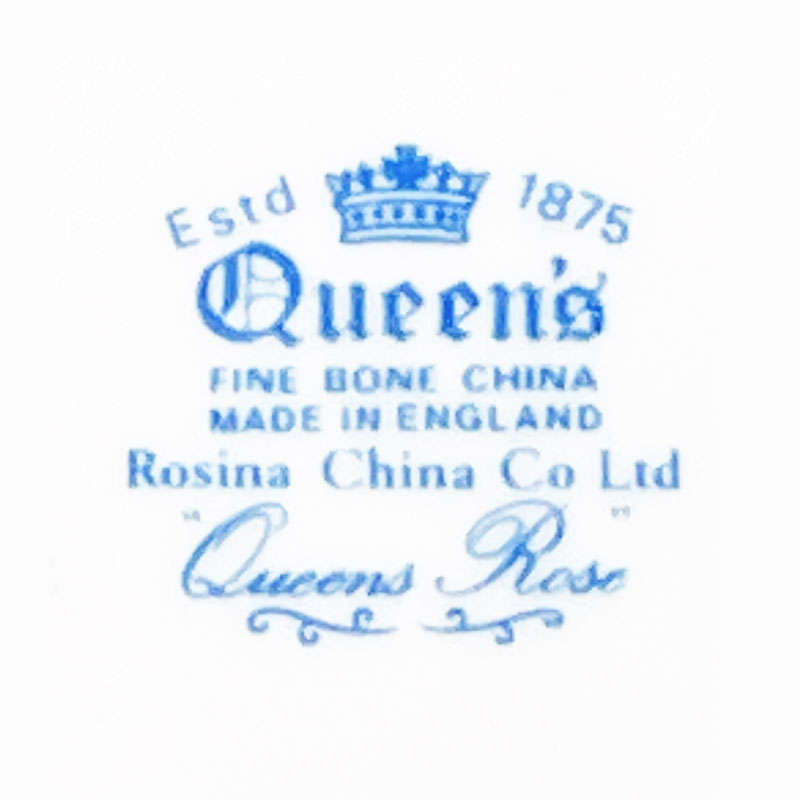 Estd 1875
Queen's
FINE BONE CHINA
MADE IN ENGLAND
Rosina China Co Ltd
"Queens Rose"